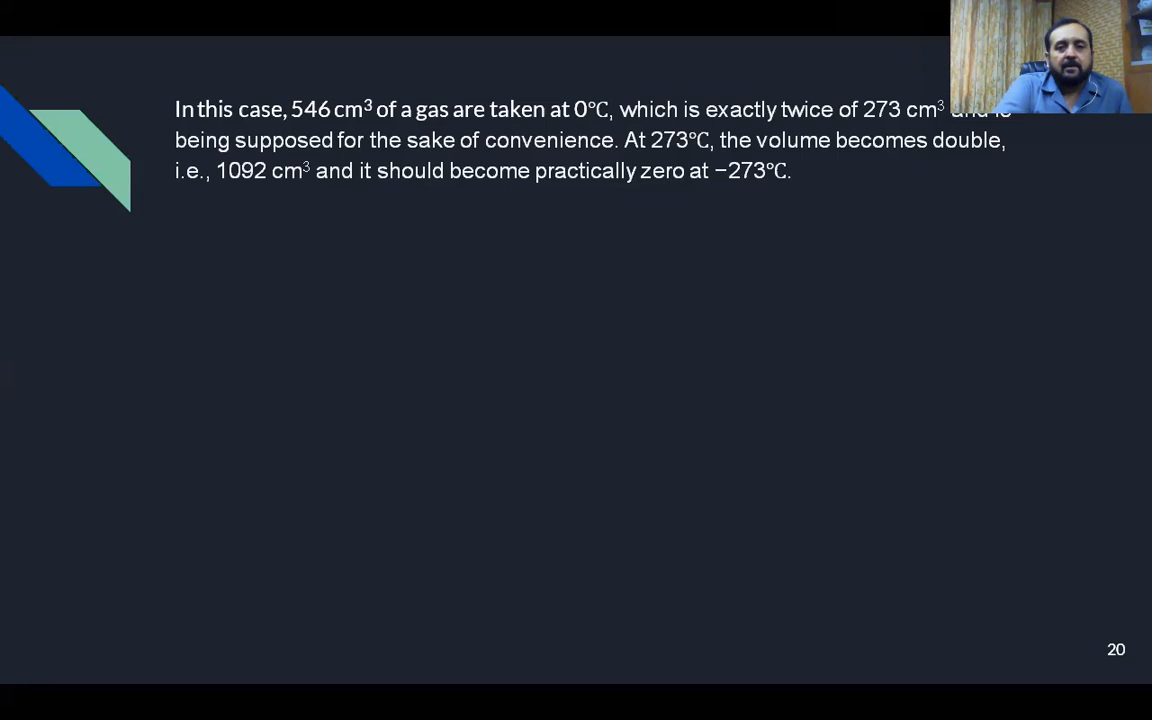 In this case, 546 cm³ of a gas are taken at 0°C, which is exactly twice of 273 cm³
being supposed for the sake of convenience. At 273°C, the volume becomes double,
i.e., 1092 cm³ and it should become practically zero at −273°C.
20